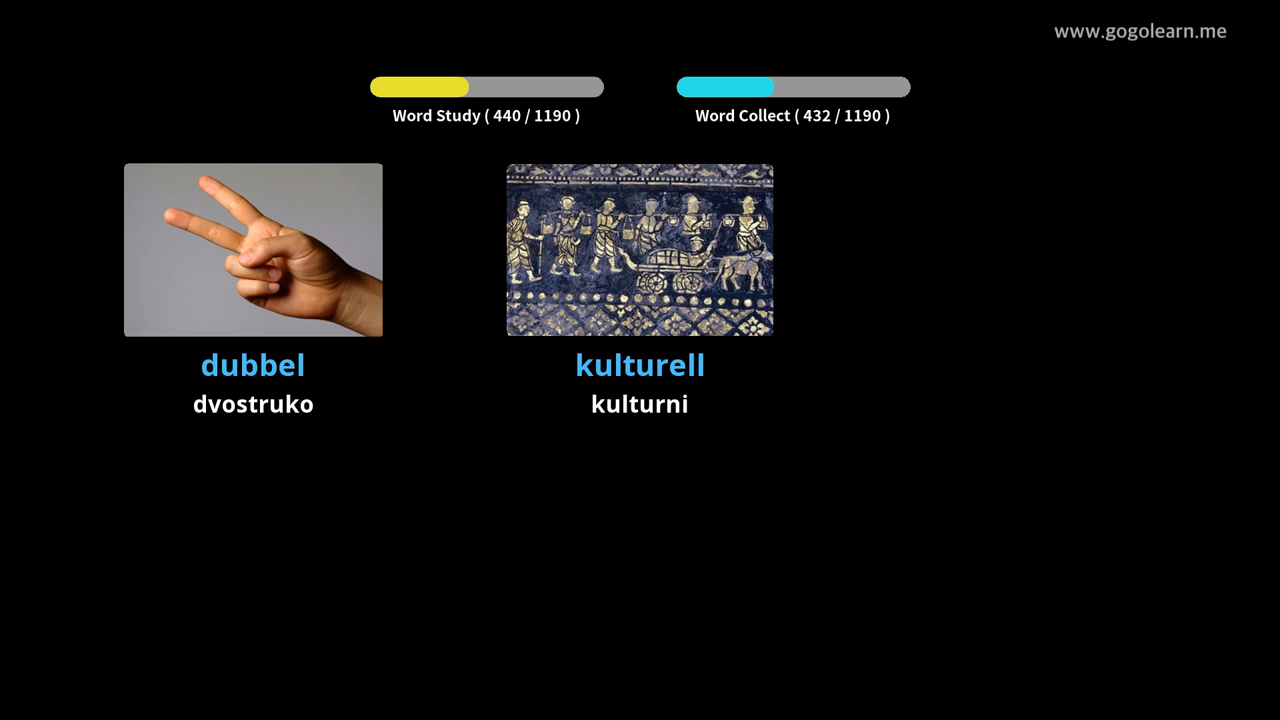 www.gogolearn.me
Word Study ( 440 / 1190 )
Word Collect ( 432 / 1190 )
dubbel
dvostruko
kulturell
kulturni